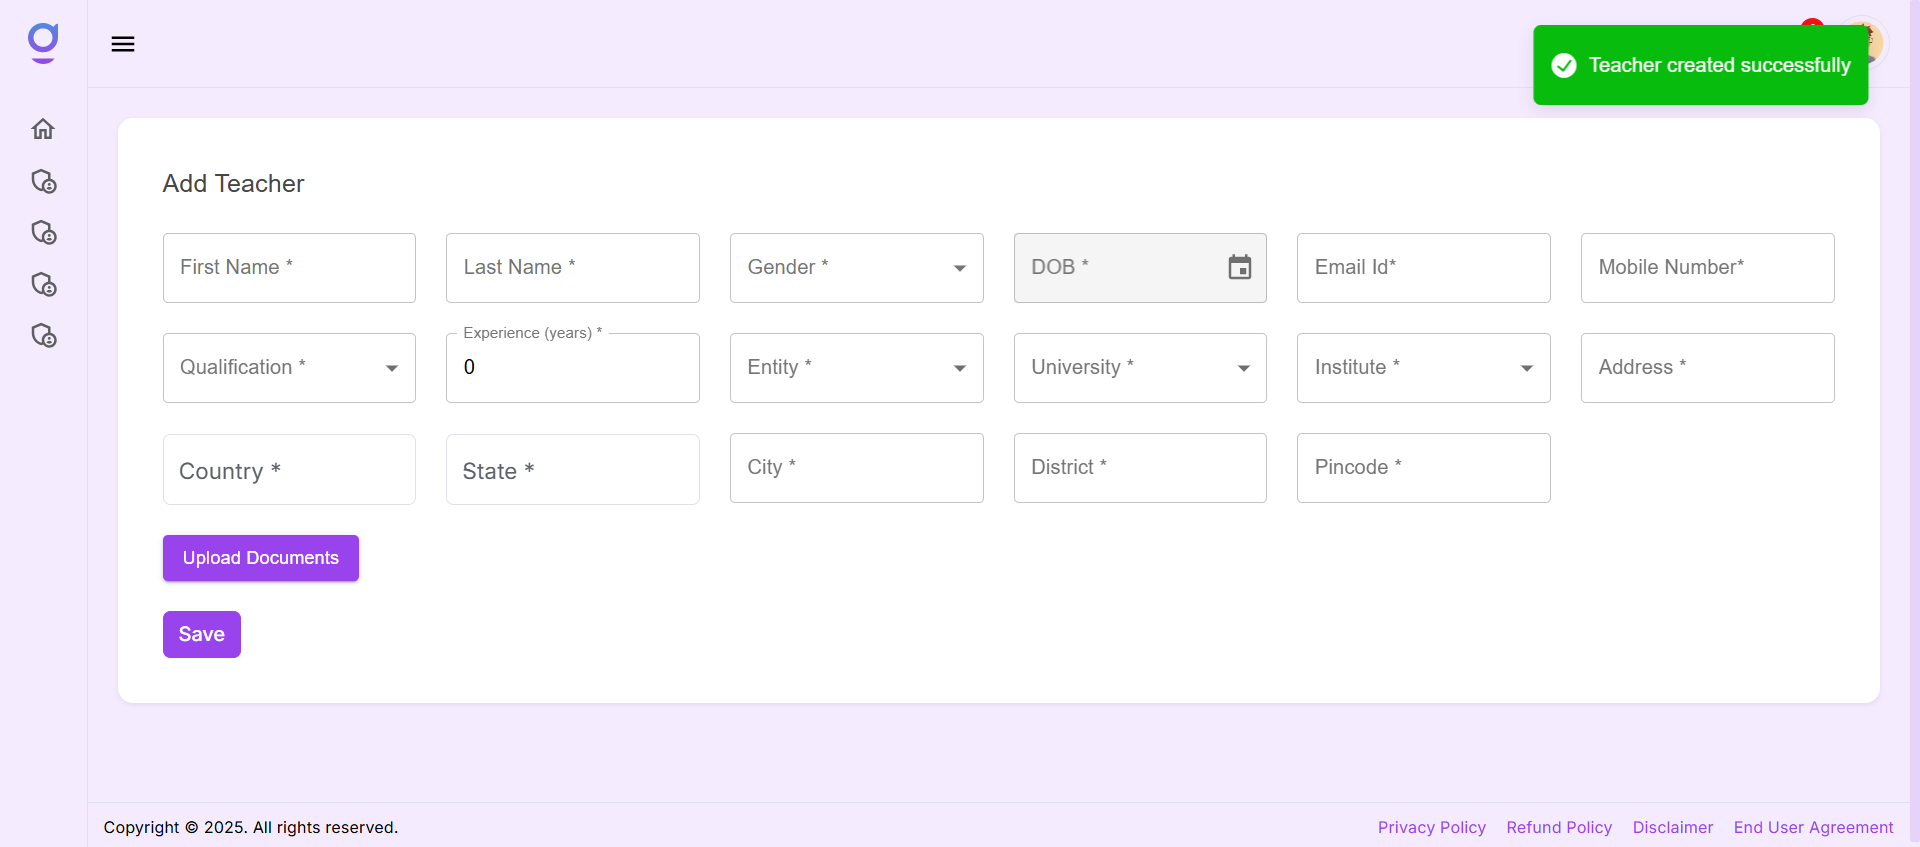 Teacher created successfully
Add Teacher
First Name *
Last Name *
Gender *
DOB *
Email Id*
Mobile Number*
Qualification *
Experience (years) *
0
Entity *
University *
Institute *
Address *
Country *
State *
City *
District *
Pincode *
Upload Documents
Save
Copyright © 2025. All rights reserved.
Privacy Policy
Refund Policy
Disclaimer
End User Agreement